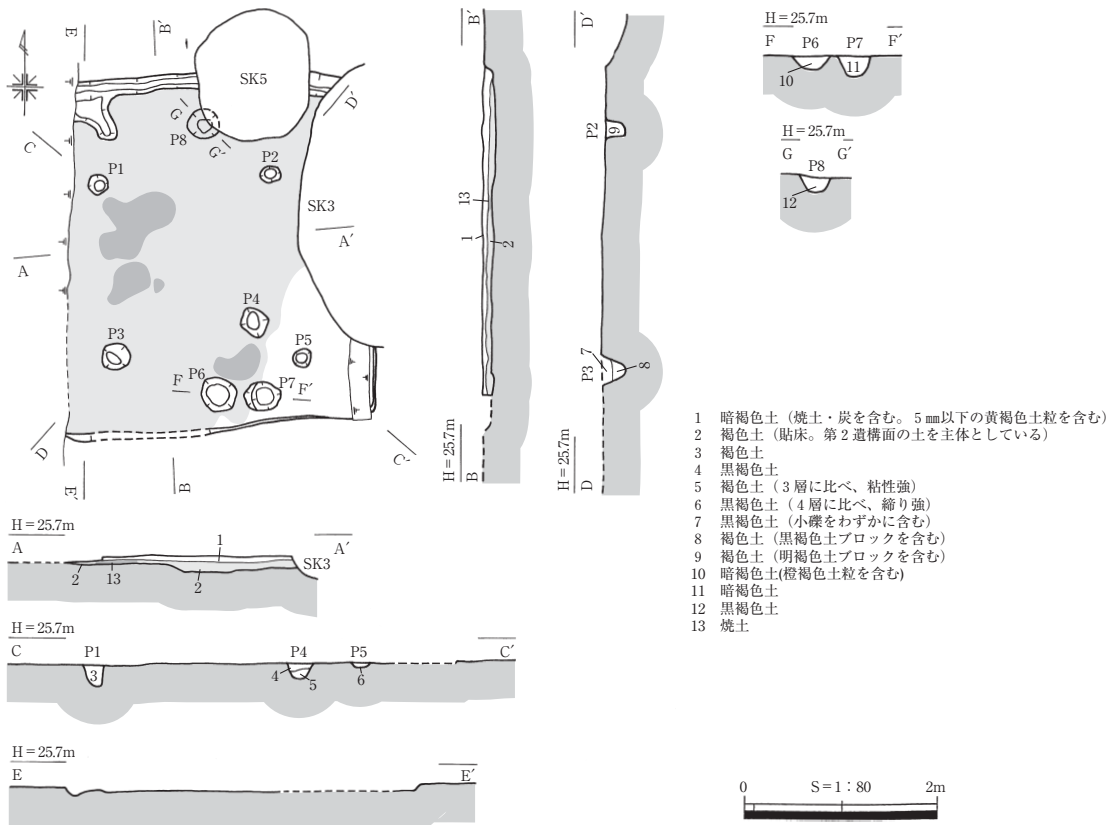 E
B′
SK5
G
P8
G′
D′
C
P1
P2
SK3
A
A′
P4
P3
P5
F
P6
P7
F′
D
C′
E′
B
B′
13
1
2
H＝25.7m
B
D′
P2
9
7
P3
8
H＝25.7m
D
H＝25.7m
F
P6
P7
F′
10
11
H＝25.7m
G
G′
P8
12
H＝25.7m
A
1
A′
SK3
2
13
2
H＝25.7m
C
P1
P4
P5
C′
3
4
5
6
H＝25.7m
E
E′
1 暗褐色土（焼土・炭を含む。５㎜以下の黄褐色土粒を含む）
2 褐色土（貼床。第２遺構面の土を主体としている）
3 褐色土
4 黒褐色土
5 褐色土（３層に比べ、粘性強）
6 黒褐色土（４層に比べ、締り強）
7 黒褐色土（小礫をわずかに含む）
8 褐色土（黒褐色土ブロックを含む）
9 褐色土（明褐色土ブロックを含む）
10 暗褐色土(橙褐色土粒を含む)
11 暗褐色土
12 黒褐色土
13 焼土
0 S＝1：80 2m